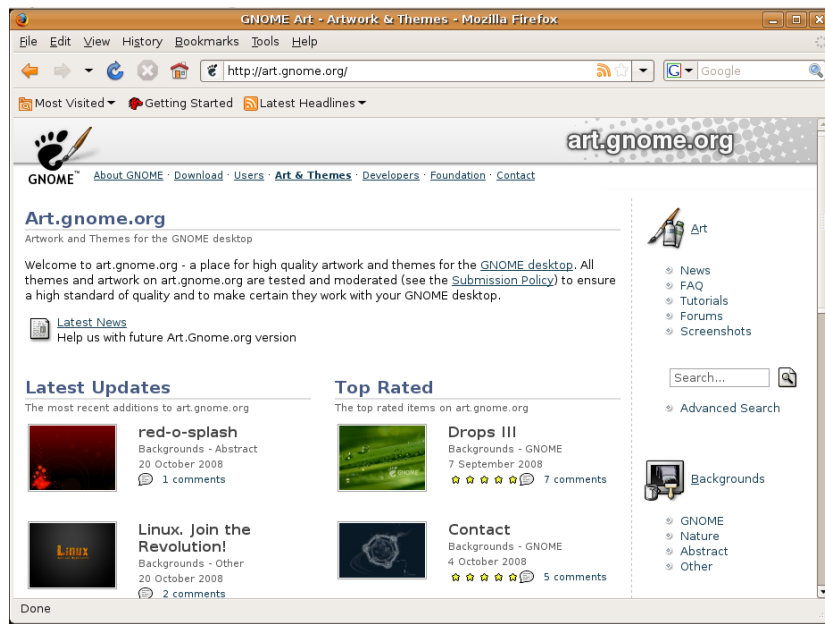 GNOME Art - Artwork & Themes - Mozilla Firefox
File Edit View History Bookmarks Tools Help
http://art.gnome.org/
G Google
Most Visited Getting Started Latest Headlines
art.gnome.org
GNOME™ About GNOME · Download · Users · Art & Themes · Developers · Foundation · Contact
Art.gnome.org
Artwork and Themes for the GNOME desktop
Welcome to art.gnome.org - a place for high quality artwork and themes for the GNOME desktop. All
themes and artwork on art.gnome.org are tested and moderated (see the Submission Policy) to ensure
a high standard of quality and to make certain they work with your GNOME desktop.
Latest News
Help us with future Art.Gnome.org version
Latest Updates
The most recent additions to art.gnome.org
red-o-splash
Backgrounds - Abstract
20 October 2008
1 comments
Linux
Linux. Join the
Revolution!
Backgrounds - Other
20 October 2008
2 comments
Top Rated
The top rated items on art.gnome.org
GNOME
Drops III
Backgrounds - GNOME
7 September 2008
7 comments
Contact
Backgrounds - GNOME
4 October 2008
5 comments
Art
News
FAQ
Tutorials
Forums
Screenshots
Search...
Advanced Search
Backgrounds
GNOME
Nature
Abstract
Other
Done